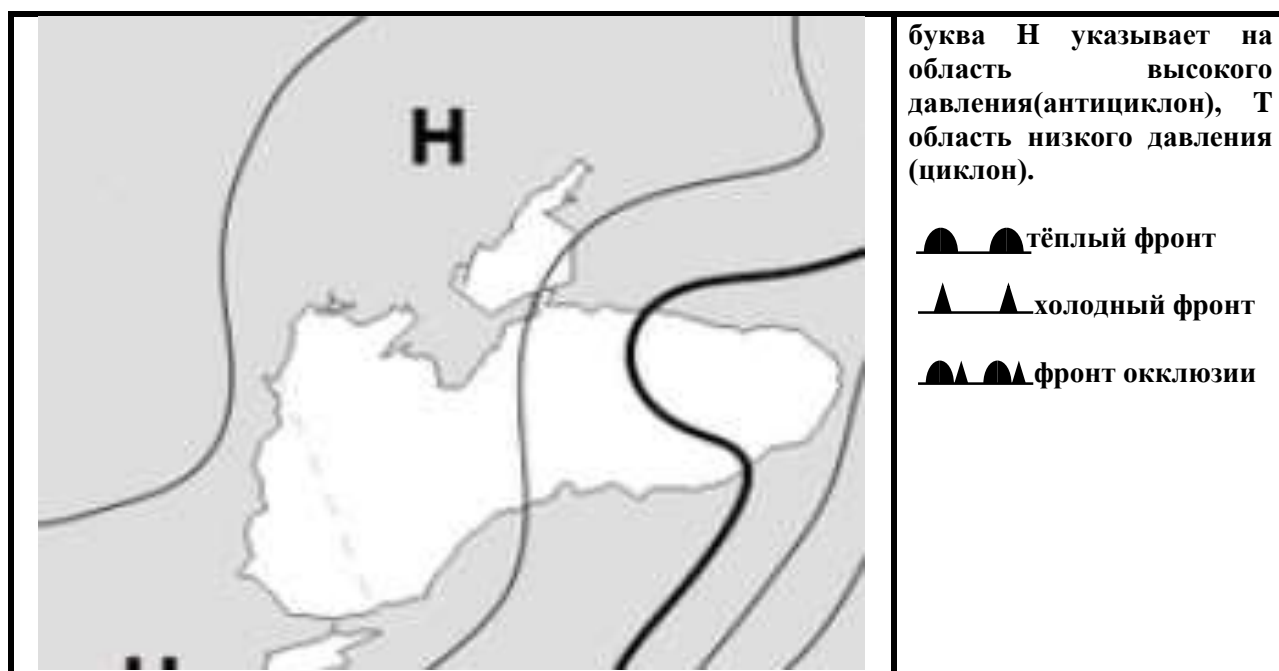 Н
буква Н указывает на
область высокого
давления(антициклон), Т
область низкого давления
(циклон).
тёплый фронт
холодный фронт
фронт окклюзии